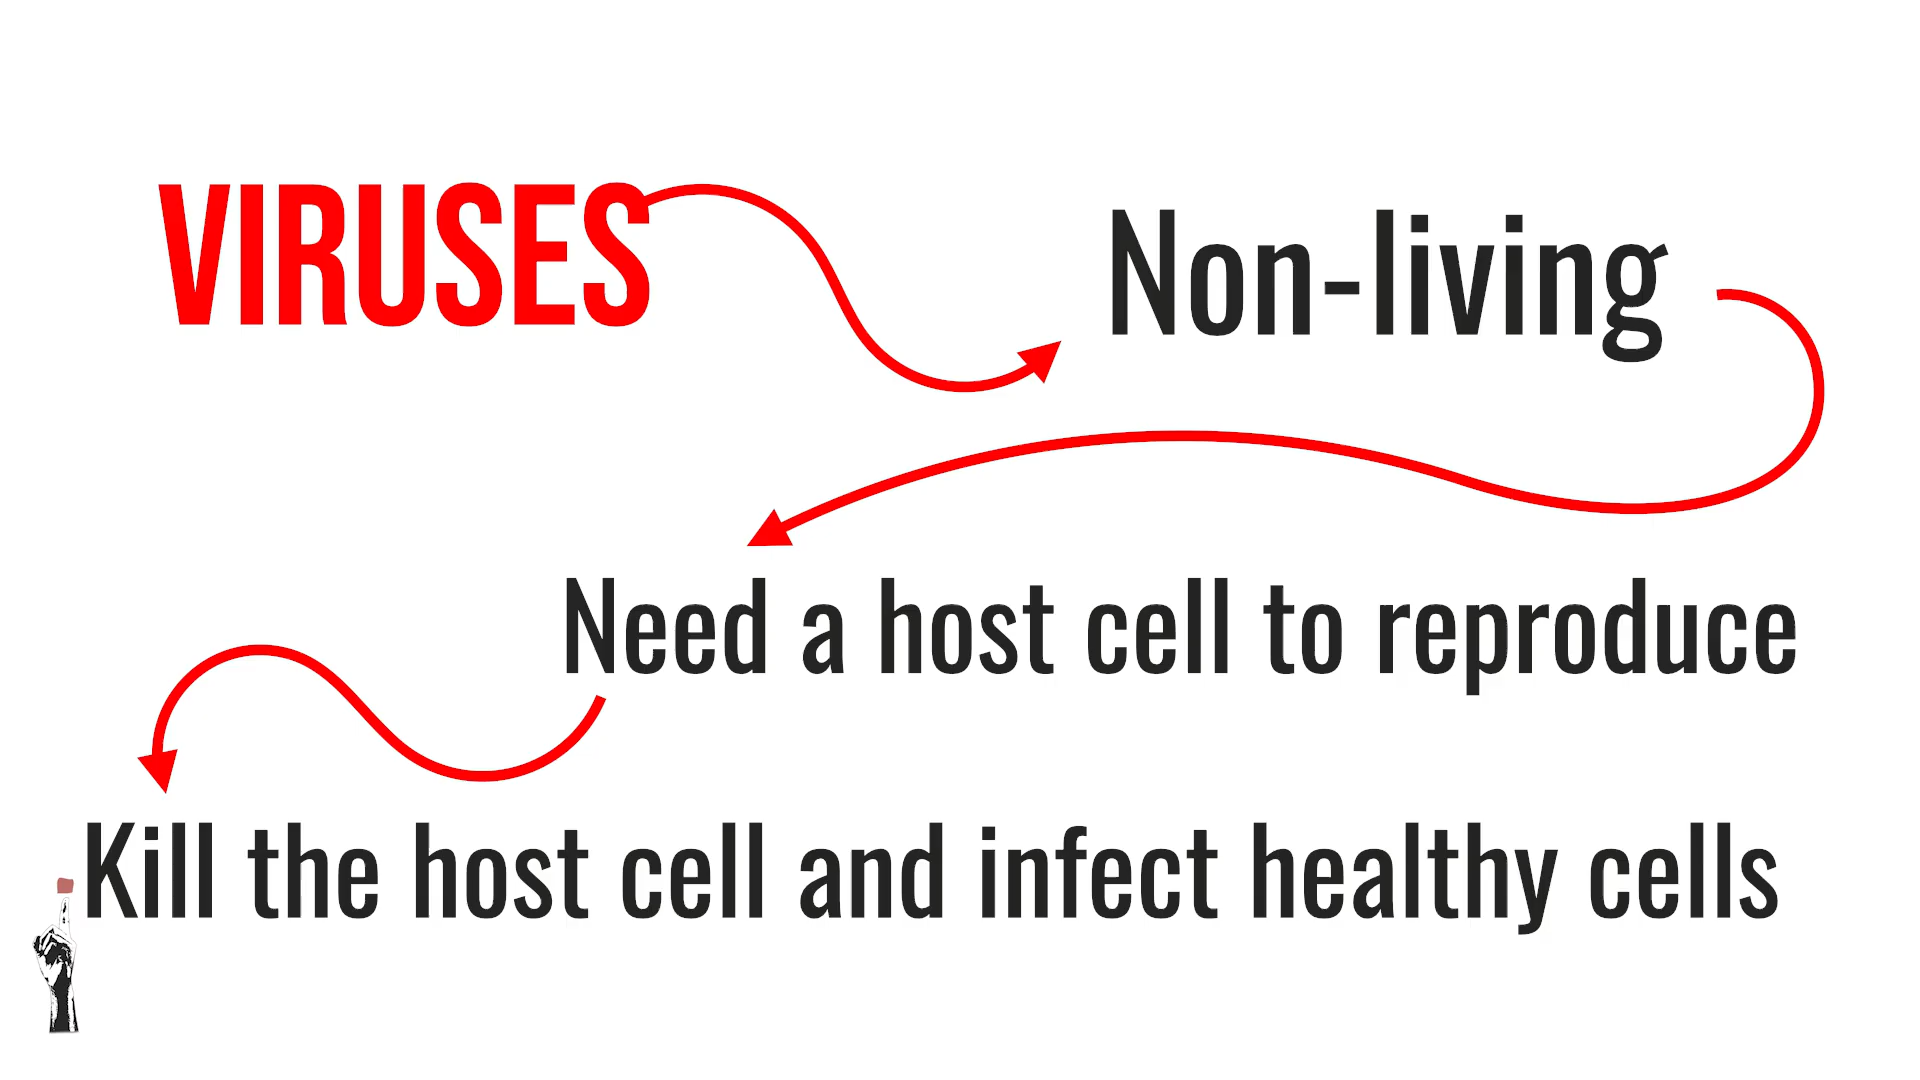 VIRUSES
Non-living
Need a host cell to reproduce
Kill the host cell and infect healthy cells